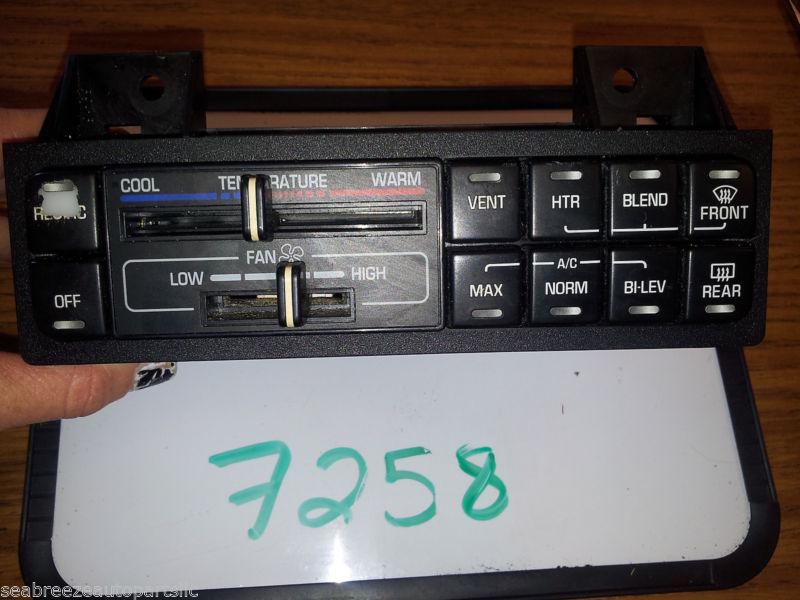 COOL TEMPERATURE WARM
VENT HTR BLEND FRONT
FAN
LOW HIGH
A/C
OFF MAX NORM BI-LEV REAR
7258
seabreezeautopartsllc